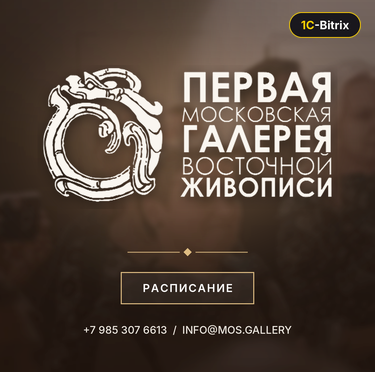 1C-Bitrix
ПЕРВАЯ
МОСКОВСКАЯ
ГАЛЕРЕЯ
ВОСТОЧНОЙ
ЖИВОПИСИ
РАСПИСАНИЕ
+7 985 307 6613 / INFO@MOS.GALLERY